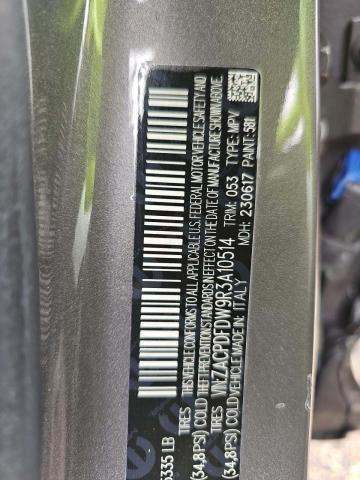 5335 LB
TIRES
(34,8PSI) COLD
TIRES
(34,8PSI) COLD
THIS VEHICLE CONFORMS TO ALL APPLICABLE U.S. FEDERAL MOTOR VEHICLE SAFETY AND
THEFT PREVENTION STANDARDS IN EFFECT ON THE DATE OF MANUFACTURE SHOWN ABOVE.
VIN:ZACPDFDW9R3A10514 TRIM: 053 TYPE: MPV
VEHICLE MADE IN ITALY MDH: 230617 PAINT: 581